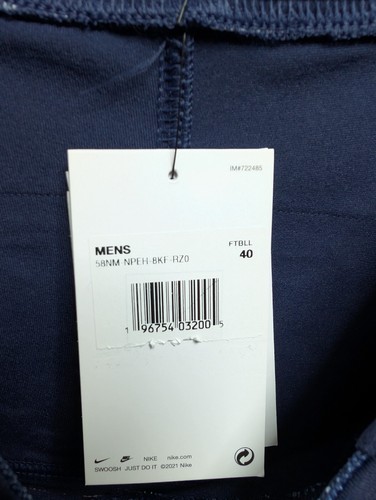 IM#722485
MENS
FTBLL
58NM-NPEH-8KF-RZ0
40
1 96754 03200 5
NIKE nike.com
SWOOSH JUST DO IT ©2021 Nike